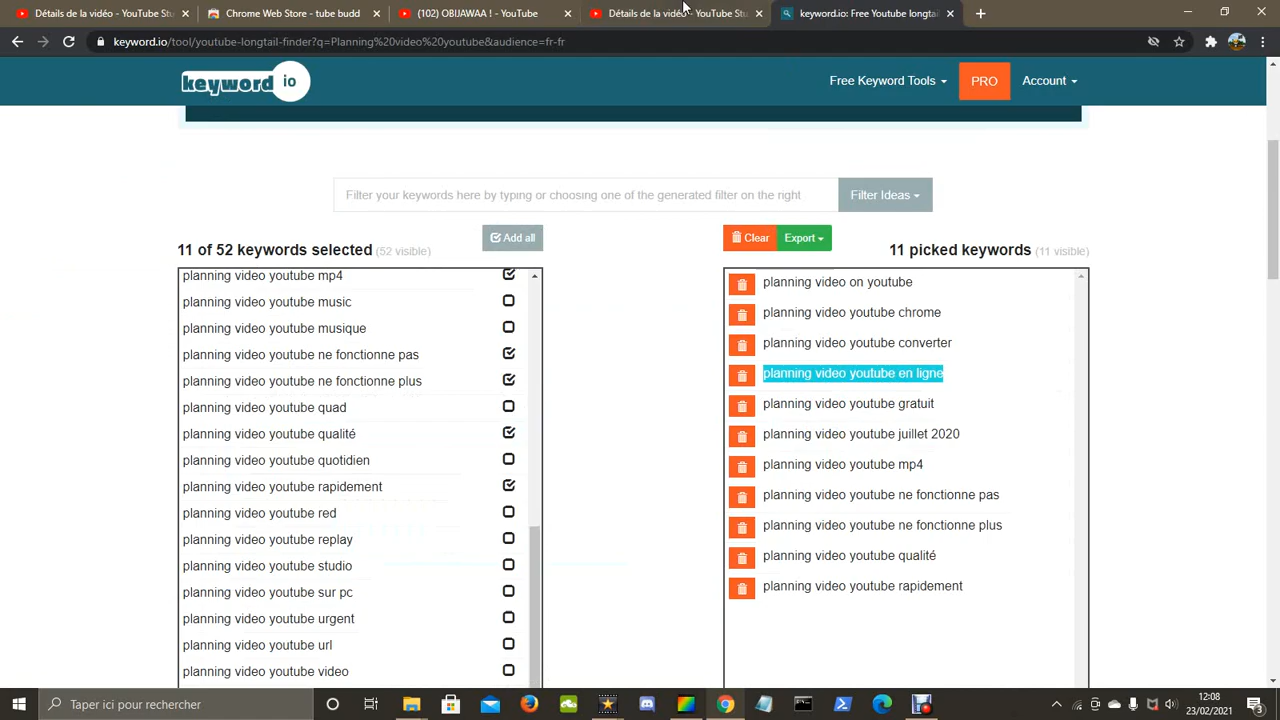 Détails de la vidéo - YouTube St
Chrome Web Store - tube budd
(102) OBIJAWAA ! - YouTube
Détails de la vidéo - YouTube Stu
keyword.io: Free Youtube longtail
keyword.io/tool/youtube-longtail-finder?q=Planning%20video%20youtube&audience=fr-fr
keyword io
Free Keyword Tools
PRO
Account
Filter your keywords here by typing or choosing one of the generated filter on the right
Filter Ideas
11 of 52 keywords selected (52 visible)
Add all
Clear
Export
11 picked keywords (11 visible)
planning video youtube mp4
planning video youtube music
planning video youtube musique
planning video youtube ne fonctionne pas
planning video youtube ne fonctionne plus
planning video youtube quad
planning video youtube qualité
planning video youtube quotidien
planning video youtube rapidement
planning video youtube red
planning video youtube replay
planning video youtube studio
planning video youtube sur pc
planning video youtube urgent
planning video youtube url
planning video youtube video
planning video on youtube
planning video youtube chrome
planning video youtube converter
planning video youtube en ligne
planning video youtube gratuit
planning video youtube juillet 2020
planning video youtube mp4
planning video youtube ne fonctionne pas
planning video youtube ne fonctionne plus
planning video youtube qualité
planning video youtube rapidement
Taper ici pour rechercher
12:08
23/02/2021